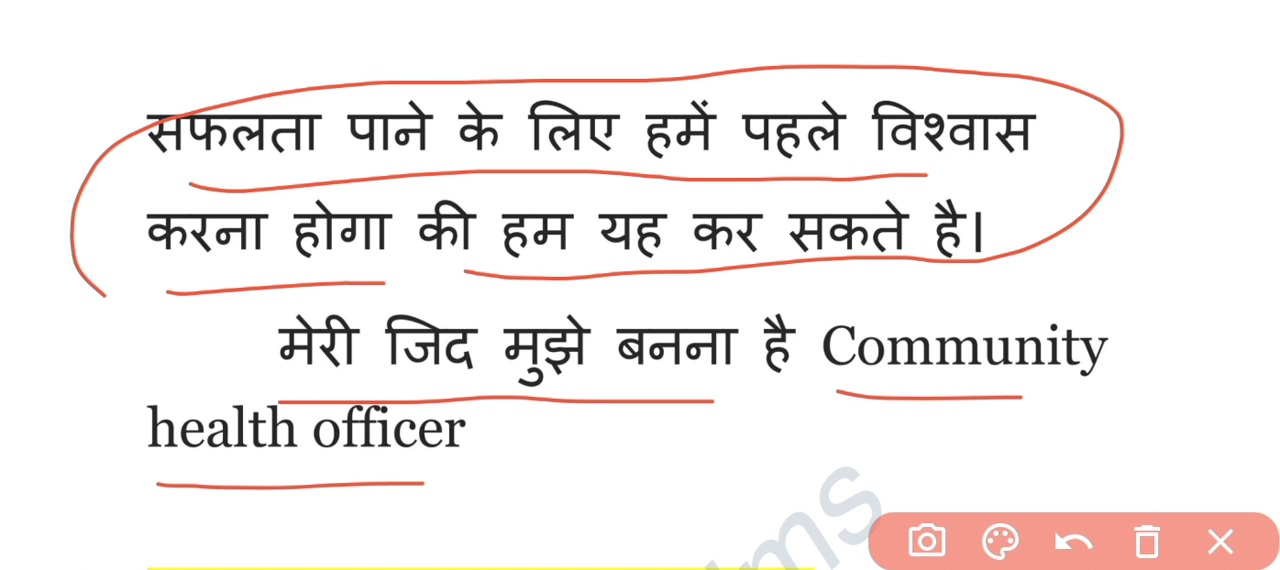 सफलता पाने के लिए हमें पहले विश्वास
करना होगा की हम यह कर सकते है।
मेरी जिद मुझे बनना है Community
health officer